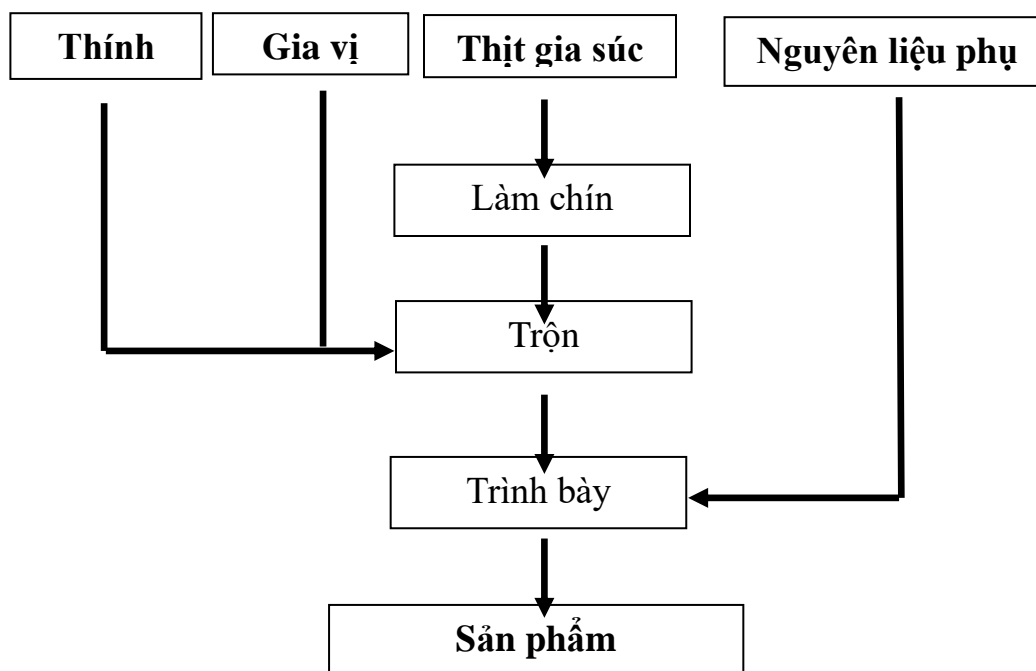 Thính
Gia vị
Thịt gia súc
Nguyên liệu phụ
Làm chín
Trộn
Trình bày
Sản phẩm